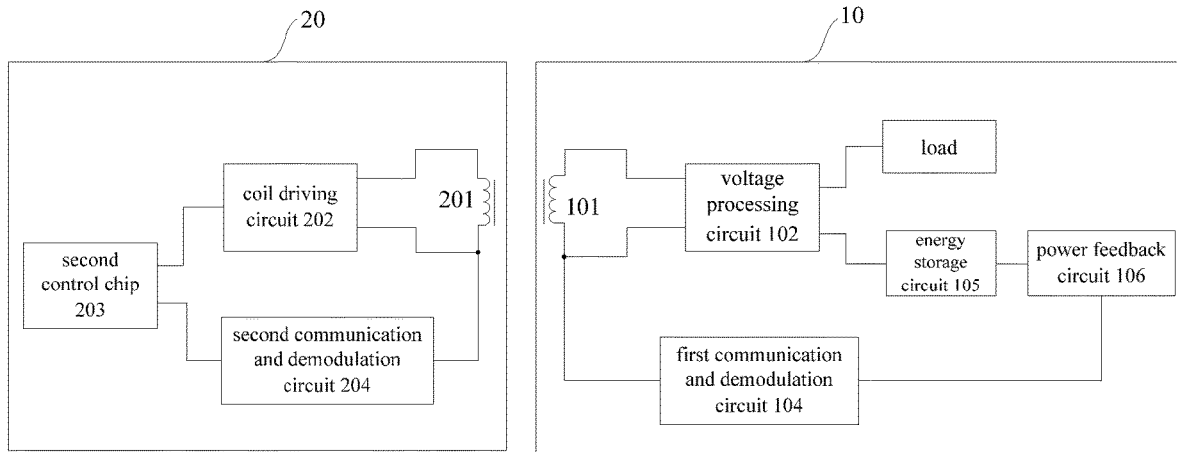 20
10
coil driving
circuit 202
201
second
control chip
203
second communication
and demodulation
circuit 204
101
voltage
processing
circuit 102
load
energy
storage
circuit 105
power feedback
circuit 106
first communication
and demodulation
circuit 104